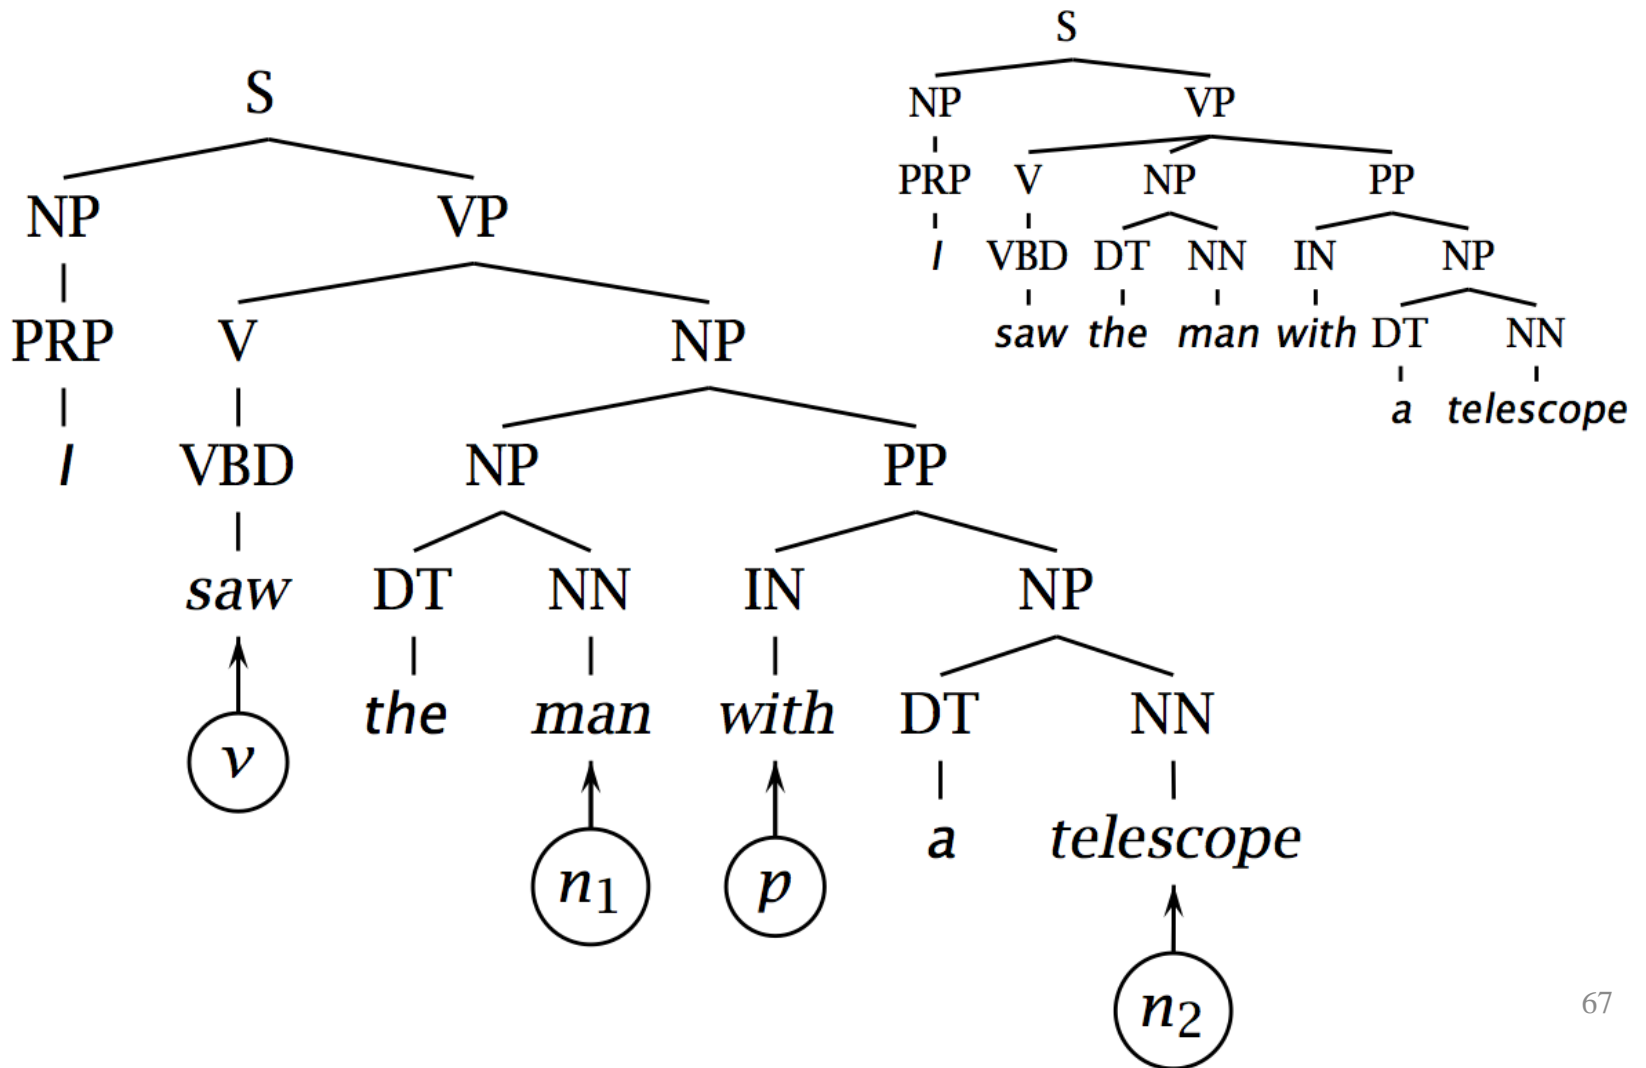 S
NP VP
PRP V NP
I VBD NP PP
saw DT NN IN NP
the man with DT NN
v a telescope
n1 p
n2
S
NP VP
PRP V NP PP
I VBD DT NN IN NP
saw the man with DT NN
a telescope
67